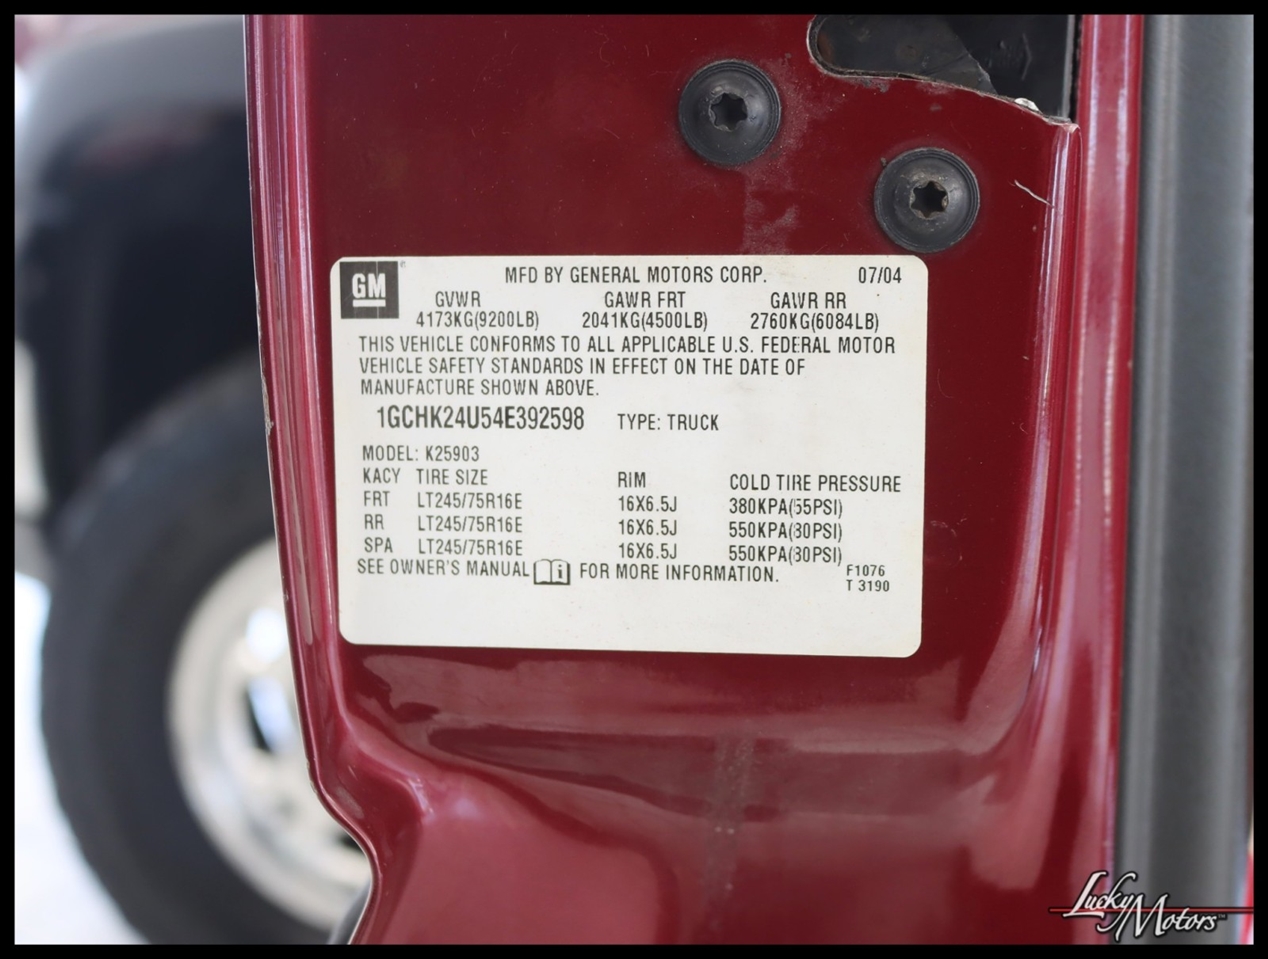 GM
MFD BY GENERAL MOTORS CORP. 07/04
GVWR GAWR FRT GAWR RR
4173KG(9200LB) 2041KG(4500LB) 2760KG(6084LB)
THIS VEHICLE CONFORMS TO ALL APPLICABLE U.S. FEDERAL MOTOR
VEHICLE SAFETY STANDARDS IN EFFECT ON THE DATE OF
MANUFACTURE SHOWN ABOVE.
1GCHK24U54E392598 TYPE: TRUCK
MODEL: K25903
KACY TIRE SIZE RIM COLD TIRE PRESSURE
FRT LT245/75R16E 16X6.5J 380KPA(55PSI)
RR LT245/75R16E 16X6.5J 550KPA(80PSI)
SPA LT245/75R16E 16X6.5J 550KPA(80PSI)
SEE OWNER'S MANUAL FOR MORE INFORMATION.
F1076
T 3190
Lucky Motors™